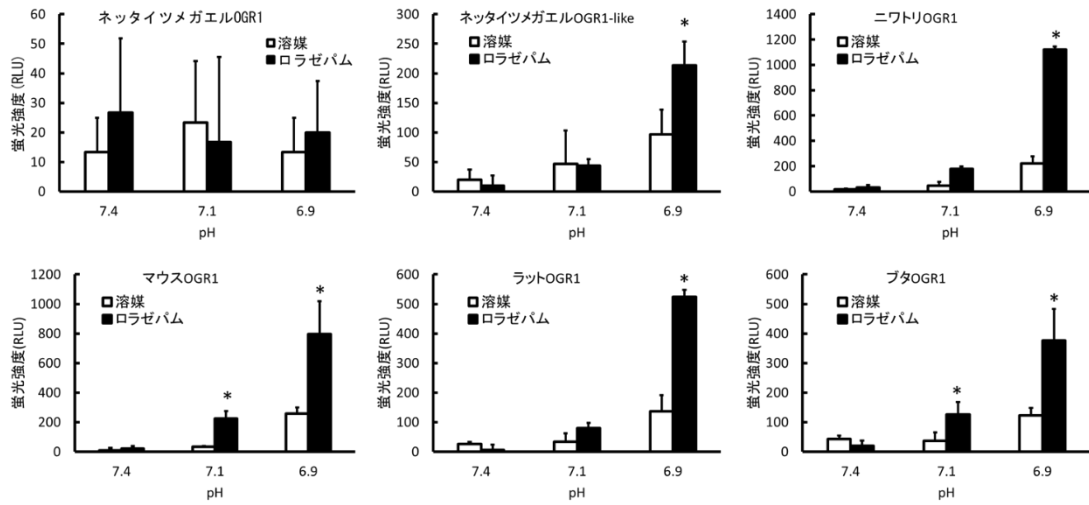 ネッタイツメガエルOGR1
溶媒
ロラゼパム
蛍光強度(RLU)
60
50
40
30
20
10
0
7.4 7.1 6.9
pH
ネッタイツメガエルOGR1-like
溶媒
ロラゼパム
蛍光強度(RLU)
300
250
200
150
100
50
0
*
7.4 7.1 6.9
pH
ニワトリOGR1
溶媒
ロラゼパム
蛍光強度(RLU)
1400
1200
1000
800
600
400
200
0
*
7.4 7.1 6.9
pH
マウスOGR1
溶媒
ロラゼパム
蛍光強度(RLU)
1200
1000
800
600
400
200
0
* *
7.4 7.1 6.9
pH
ラットOGR1
溶媒
ロラゼパム
蛍光強度(RLU)
600
500
400
300
200
100
0
*
7.4 7.1 6.9
pH
ブタOGR1
溶媒
ロラゼパム
蛍光強度(RLU)
600
500
400
300
200
100
0
* *
7.4 7.1 6.9
pH